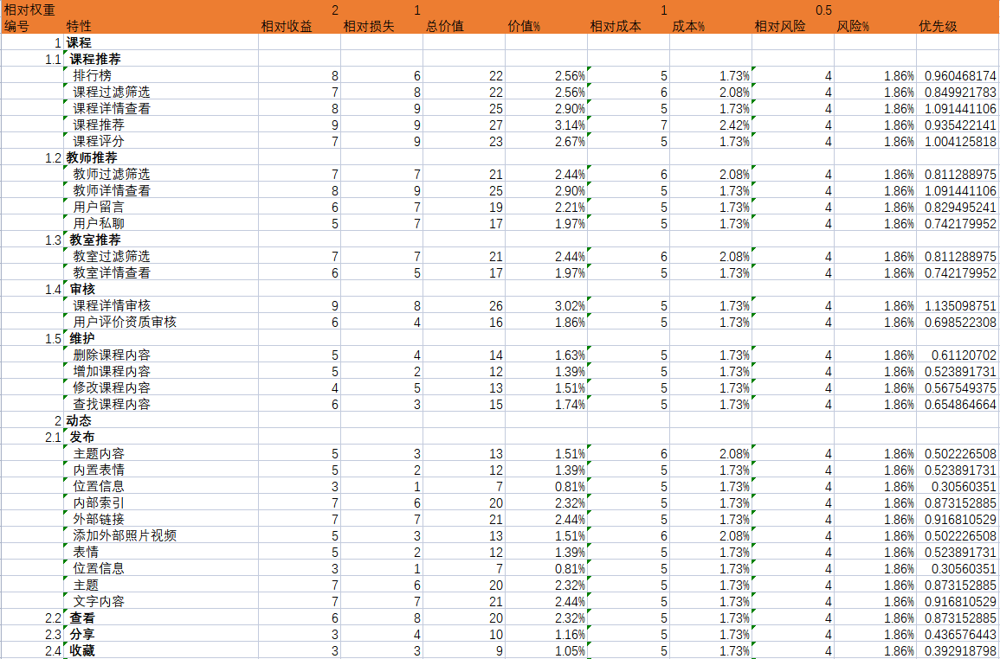 相对权重 2 1 1 0.5
编号 特性 相对收益 相对损失 总价值 价值% 相对成本 成本% 相对风险 风险% 优先级
1 课程
1.1 课程推荐
排行榜 8 6 22 2.56% 5 1.73% 4 1.86% 0.960468174
课程过滤筛选 7 8 22 2.56% 6 2.08% 4 1.86% 0.849921783
课程详情查看 8 9 25 2.90% 5 1.73% 4 1.86% 1.091441106
课程推荐 9 9 27 3.14% 7 2.42% 4 1.86% 0.935422141
课程评分 7 9 23 2.67% 5 1.73% 4 1.86% 1.004125818
1.2 教师推荐
教师过滤筛选 7 7 21 2.44% 6 2.08% 4 1.86% 0.811288975
教师详情查看 8 9 25 2.90% 5 1.73% 4 1.86% 1.091441106
用户留言 6 7 19 2.21% 5 1.73% 4 1.86% 0.829495241
用户私聊 5 7 17 1.97% 5 1.73% 4 1.86% 0.742179952
1.3 教室推荐
教室过滤筛选 7 7 21 2.44% 6 2.08% 4 1.86% 0.811288975
教室详情查看 6 5 17 1.97% 5 1.73% 4 1.86% 0.742179952
1.4 审核
课程详情审核 9 8 26 3.02% 5 1.73% 4 1.86% 1.135098751
用户评价资质审核 6 4 16 1.86% 5 1.73% 4 1.86% 0.698522308
1.5 维护
删除课程内容 5 4 14 1.63% 5 1.73% 4 1.86% 0.61120702
增加课程内容 5 2 12 1.39% 5 1.73% 4 1.86% 0.523891731
修改课程内容 4 5 13 1.51% 5 1.73% 4 1.86% 0.567549375
查找课程内容 6 3 15 1.74% 5 1.73% 4 1.86% 0.654864664
2 动态
2.1 发布
主题内容 5 3 13 1.51% 6 2.08% 4 1.86% 0.502226508
内置表情 5 2 12 1.39% 5 1.73% 4 1.86% 0.523891731
位置信息 3 1 7 0.81% 5 1.73% 4 1.86% 0.30560351
内部索引 7 6 20 2.32% 5 1.73% 4 1.86% 0.873152885
外部链接 7 7 21 2.44% 5 1.73% 4 1.86% 0.916810529
添加外部照片视频 5 3 13 1.51% 6 2.08% 4 1.86% 0.502226508
表情 5 2 12 1.39% 5 1.73% 4 1.86% 0.523891731
位置信息 3 1 7 0.81% 5 1.73% 4 1.86% 0.30560351
主题 7 6 20 2.32% 5 1.73% 4 1.86% 0.873152885
文字内容 7 7 21 2.44% 5 1.73% 4 1.86% 0.916810529
2.2 查看 6 8 20 2.32% 5 1.73% 4 1.86% 0.873152885
2.3 分享 3 4 10 1.16% 5 1.73% 4 1.86% 0.436576443
2.4 收藏 3 3 9 1.05% 5 1.73% 4 1.86% 0.392918798